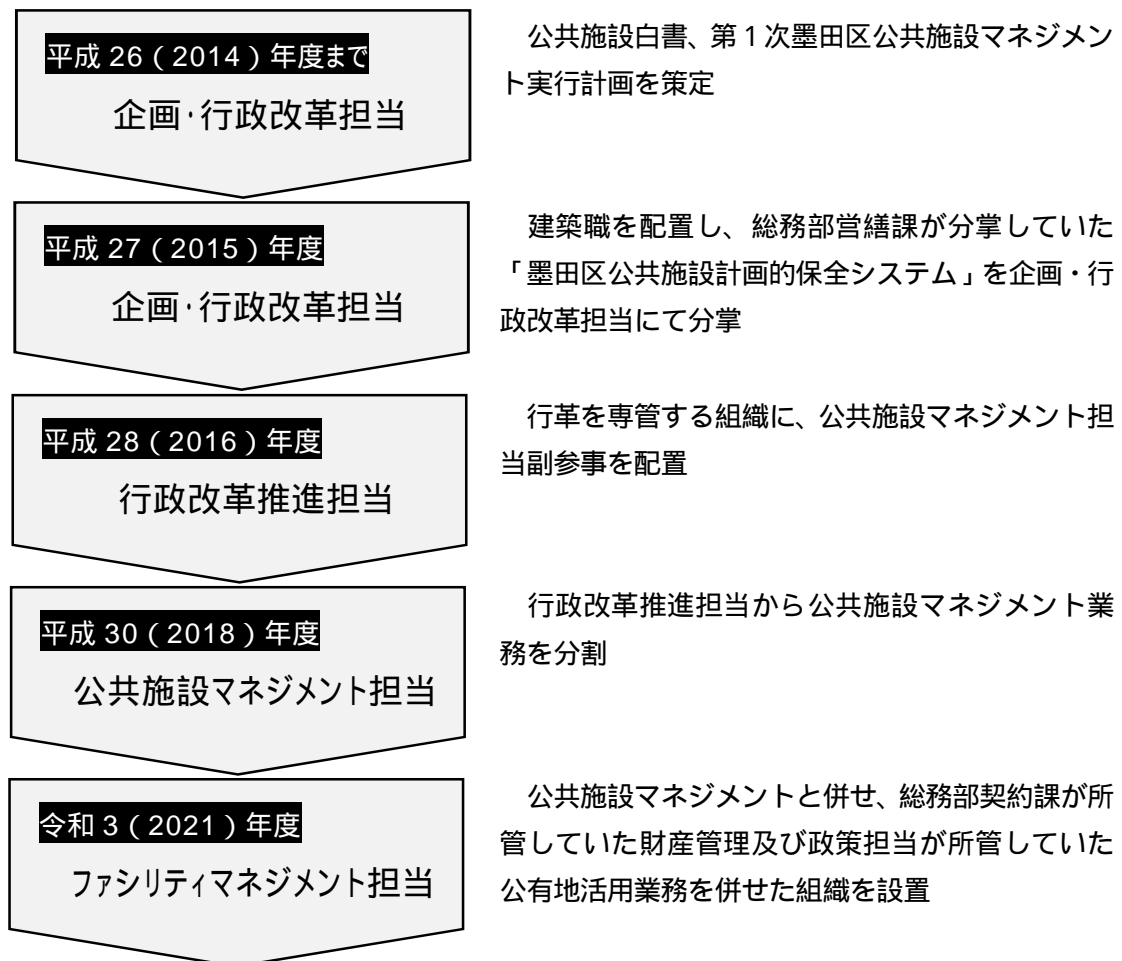 平成 26（2014）年度まで
企画・行政改革担当
公共施設白書、第1次墨田区公共施設マネジメン
ト実行計画を策定
平成 27（2015）年度
企画・行政改革担当
建築職を配置し、総務部営繕課が分掌していた
「墨田区公共施設計画的保全システム」を企画・行
政改革担当にて分掌
平成 28（2016）年度
行政改革推進担当
行革を専管する組織に、公共施設マネジメント担
当副参事を配置
平成 30（2018）年度
公共施設マネジメント担当
行政改革推進担当から公共施設マネジメント業
務を分割
令和 3（2021）年度
ファシリティマネジメント担当
公共施設マネジメントと併せ、総務部契約課が所
管していた財産管理及び政策担当が所管していた
公有地活用業務を併せた組織を設置